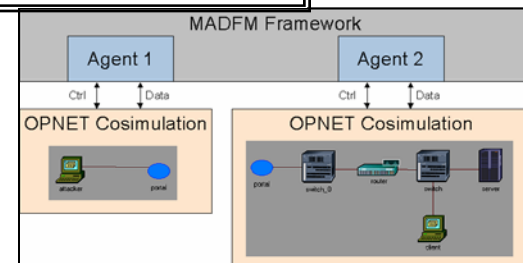 MADFM Framework
Agent 1
Agent 2
Ctrl
Data
Ctrl
Data
OPNET Cosimulation
OPNET Cosimulation
attacker
portal
portal
switch_0
router
switch
server
client